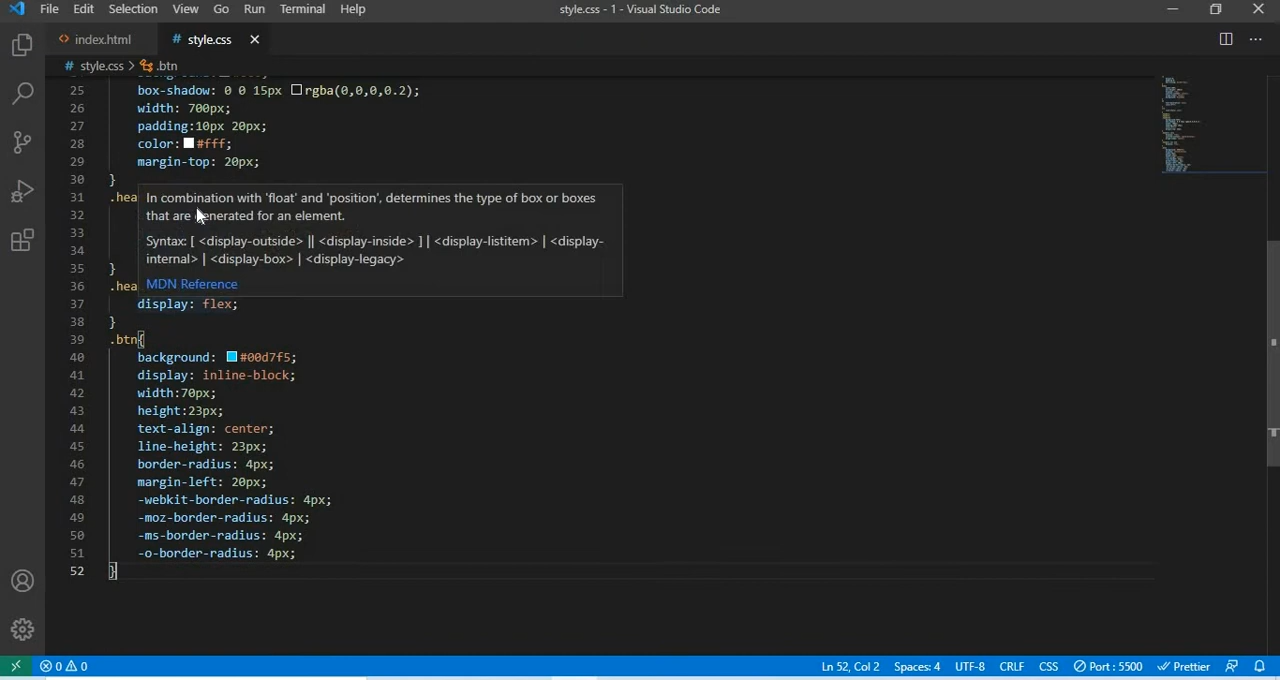 File Edit Selection View Go Run Terminal Help style.css - 1 - Visual Studio Code
index.html style.css
# style.css > .btn
25 box-shadow: 0 0 15px rgba(0,0,0,0.2);
26 width: 700px;
27 padding:10px 20px;
28 color: #fff;
29 margin-top: 20px;
30 }
31 .hea
In combination with 'float' and 'position', determines the type of box or boxes
32 that are generated for an element.
33
Syntax: [ <display-outside> || <display-inside> ] | <display-listitem> | <display-
34 internal> | <display-box> | <display-legacy>
35 }
MDN Reference
36 .hea
37 display: flex;
38 }
39 .btn{
40 background: #00d7f5;
41 display: inline-block;
42 width:70px;
43 height:23px;
44 text-align: center;
45 line-height: 23px;
46 border-radius: 4px;
47 margin-left: 20px;
48 -webkit-border-radius: 4px;
49 -moz-border-radius: 4px;
50 -ms-border-radius: 4px;
51 -o-border-radius: 4px;
52 }
0 0 Ln 52, Col 2 Spaces: 4 UTF-8 CRLF CSS Port : 5500 Prettier